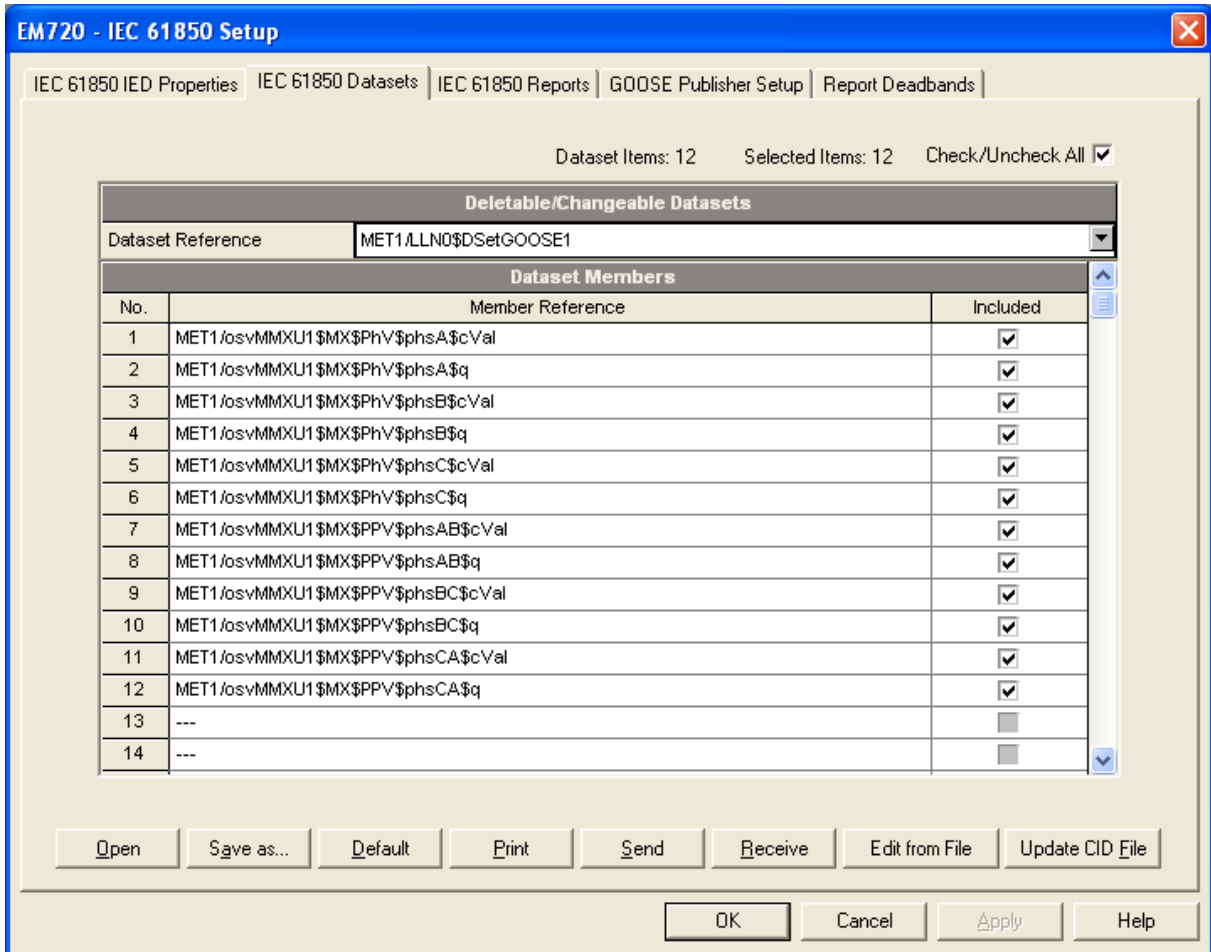 EM720 - IEC 61850 Setup
IEC 61850 IED Properties IEC 61850 Datasets IEC 61850 Reports GOOSE Publisher Setup Report Deadbands
Dataset Items: 12 Selected Items: 12 Check/Uncheck All
Deletable/Changeable Datasets
Dataset Reference MET1/LLN0$DSetGOOSE1
Dataset Members
No. Member Reference Included
1 MET1/osvMMXU1$MX$PhV$phsA$cVal
2 MET1/osvMMXU1$MX$PhV$phsA$q
3 MET1/osvMMXU1$MX$PhV$phsB$cVal
4 MET1/osvMMXU1$MX$PhV$phsB$q
5 MET1/osvMMXU1$MX$PhV$phsC$cVal
6 MET1/osvMMXU1$MX$PhV$phsC$q
7 MET1/osvMMXU1$MX$PPV$phsAB$cVal
8 MET1/osvMMXU1$MX$PPV$phsAB$q
9 MET1/osvMMXU1$MX$PPV$phsBC$cVal
10 MET1/osvMMXU1$MX$PPV$phsBC$q
11 MET1/osvMMXU1$MX$PPV$phsCA$cVal
12 MET1/osvMMXU1$MX$PPV$phsCA$q
13 ---
14 ---
Open Save as... Default Print Send Receive Edit from File Update CID File
OK Cancel Apply Help